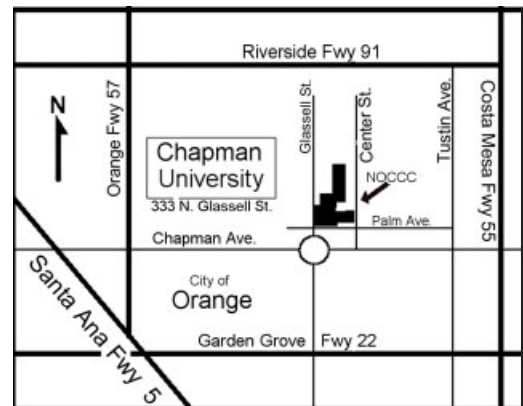 Riverside Fwy 91
N
Orange Fwy 57
Glassell St.
Center St.
Tustin Ave.
Costa Mesa Fwy 55
Chapman
University
333 N. Glassell St.
NOCCC
Palm Ave.
Chapman Ave.
City of
Orange
Santa Ana Fwy 5
Garden Grove Fwy 22